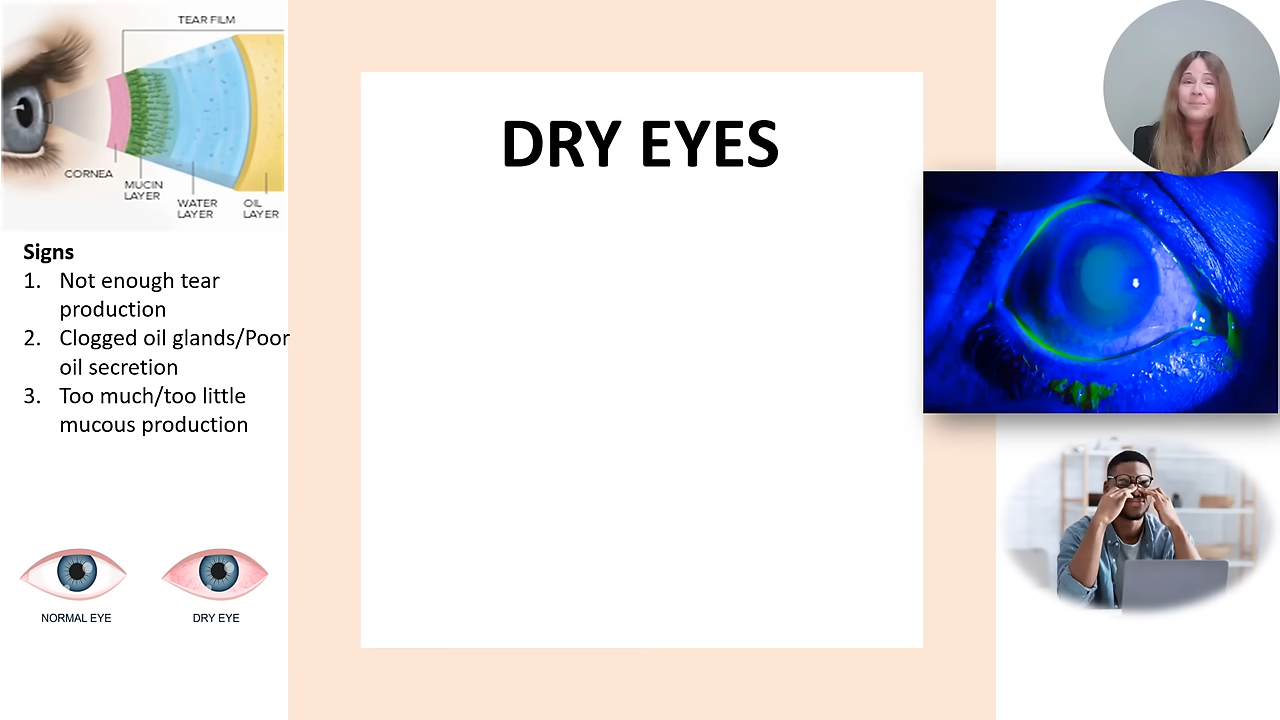 TEAR FILM
CORNEA
MUCIN
LAYER
WATER
LAYER
OIL
LAYER
Signs
1. Not enough tear
production
2. Clogged oil glands/Poor
oil secretion
3. Too much/too little
mucous production
NORMAL EYE
DRY EYE
DRY EYES